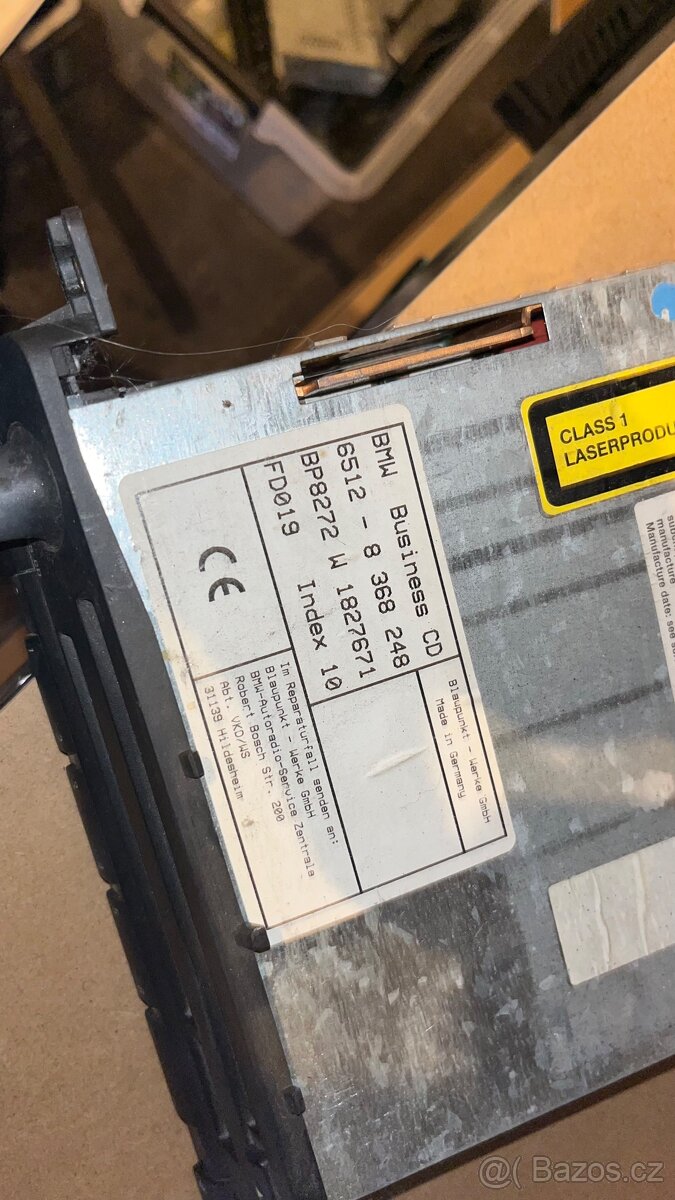 BMW Business CD
6512 - 8 368 248
BP8272 W 1827671
FD019 Index 10
CE
Im Reparaturfall senden an:
Blaupunkt - Werke GmbH
BMW-Autoradio-Service Zentrale
Robert Bosch Str. 200
Abt. VKD/WS
31139 Hildesheim
Blaupunkt - Werke GmbH
Made in Germany
CLASS 1
manufacture
Manufacture date: see
@( Bazos.cz